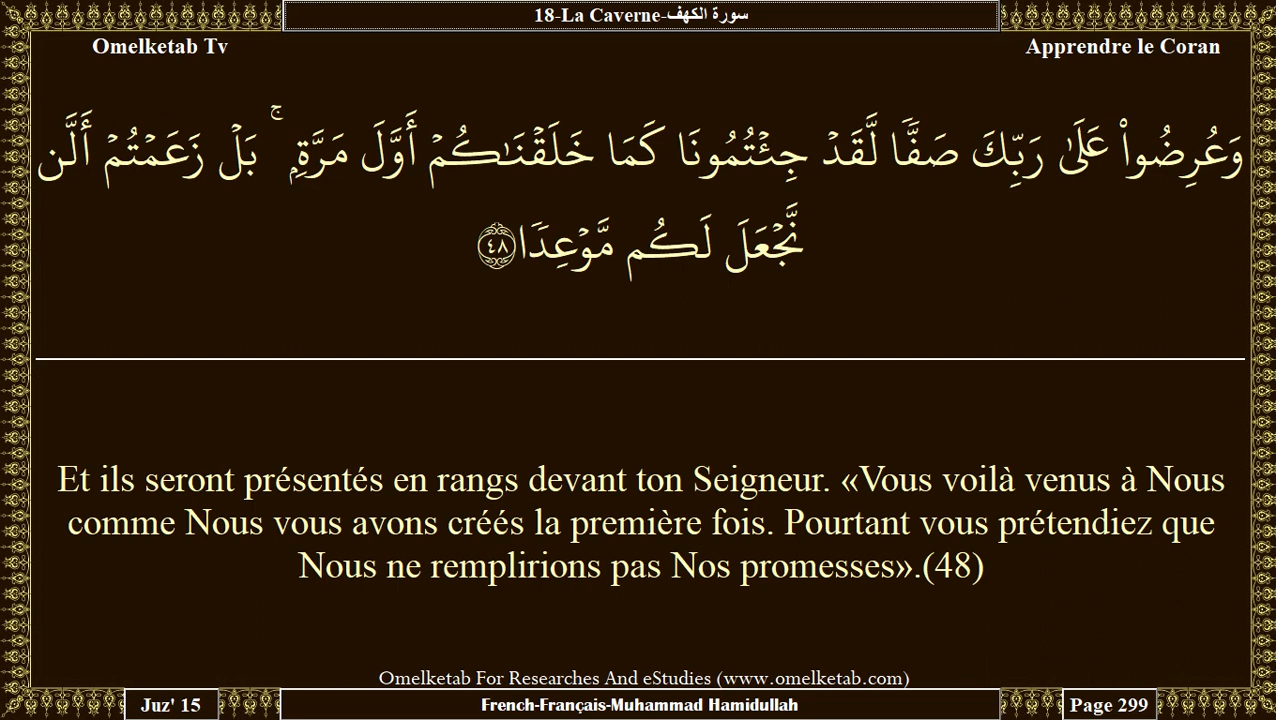 18-La Caverne-سورة الكهف
Omelketab Tv
Apprendre le Coran
وَعُرِضُواْ عَلَىٰ رَبِّكَ صَفّٗا لَّقَدۡ جِئۡتُمُونَا كَمَا خَلَقۡنَٰكُمۡ أَوَّلَ مَرَّةِۭۚ بَلۡ زَعَمۡتُمۡ أَلَّن
نَّجۡعَلَ لَكُم مَّوۡعِدٗا ٤٨
Et ils seront présentés en rangs devant ton Seigneur. «Vous voilà venus à Nous
comme Nous vous avons créés la première fois. Pourtant vous prétendiez que
Nous ne remplirions pas Nos promesses».(48)
Omelketab For Researches And eStudies (www.omelketab.com)
Juz' 15
French-Français-Muhammad Hamidullah
Page 299